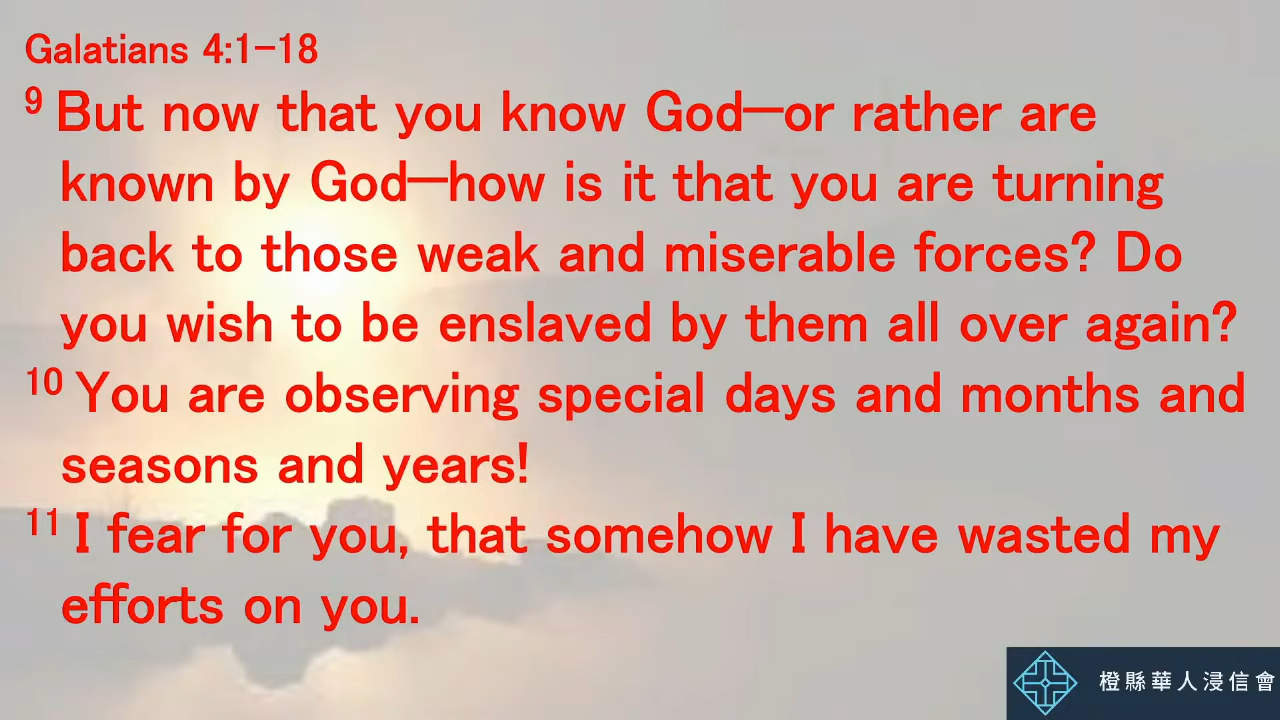 Galatians 4:1-18
9 But now that you know God—or rather are
known by God—how is it that you are turning
back to those weak and miserable forces? Do
you wish to be enslaved by them all over again?
10 You are observing special days and months and
seasons and years!
11 I fear for you, that somehow I have wasted my
efforts on you.
橙縣華人浸信會